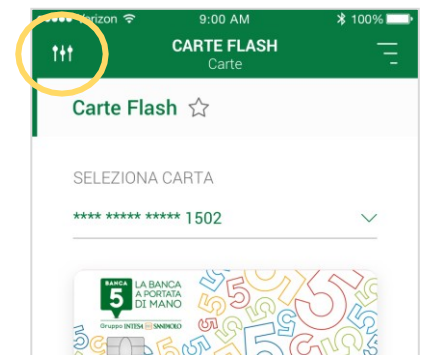 Verizon 9:00 AM 100%
CARTE FLASH
Carte
Carte Flash
SELEZIONA CARTA
**** ***** ***** 1502
BANCA 5
LA BANCA
A PORTATA
DI MANO
Gruppo INTESA SANPAOLO